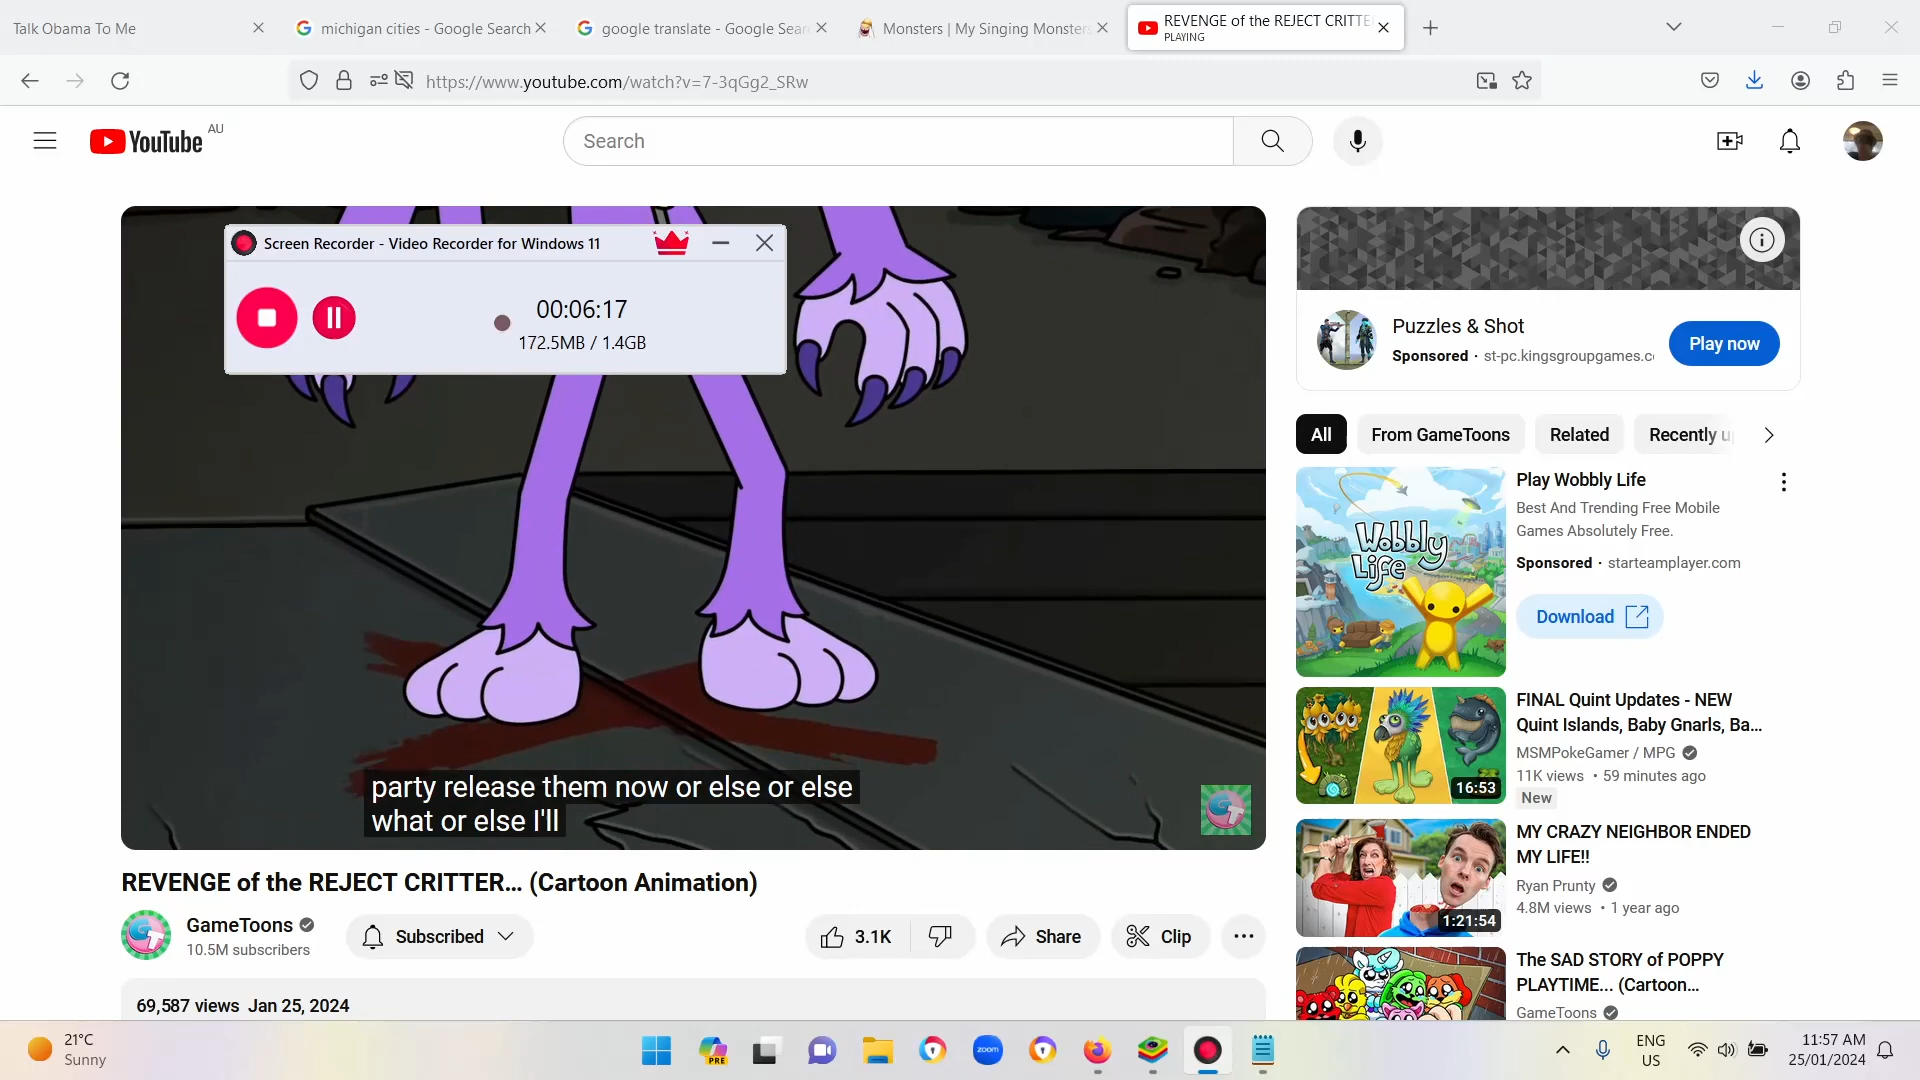 Talk Obama To Me
michigan cities - Google Search
google translate - Google Sear
Monsters | My Singing Monsters
REVENGE of the REJECT CRITTE
PLAYING
https://www.youtube.com/watch?v=7-3qGg2_SRw
YouTube AU
Search
Screen Recorder - Video Recorder for Windows 11
00:06:17
172.5MB / 1.4GB
party release them now or else or else
what or else I'll
REVENGE of the REJECT CRITTER... (Cartoon Animation)
GameToons
10.5M subscribers
Subscribed
3.1K
Share
Clip
69,587 views Jan 25, 2024
Puzzles & Shot
Sponsored · st-pc.kingsgroupgames.c
Play now
All
From GameToons
Related
Recently u
Wobbly
Life
Play Wobbly Life
Best And Trending Free Mobile
Games Absolutely Free.
Sponsored · starteamplayer.com
Download
16:53
FINAL Quint Updates - NEW
Quint Islands, Baby Gnarls, Ba...
MSMPokeGamer / MPG
11K views • 59 minutes ago
New
1:21:54
MY CRAZY NEIGHBOR ENDED
MY LIFE!!
Ryan Prunty
4.8M views • 1 year ago
The SAD STORY of POPPY
PLAYTIME... (Cartoon...
GameToons
21°C
Sunny
PRE
zoom
ENG
US
11:57 AM
25/01/2024